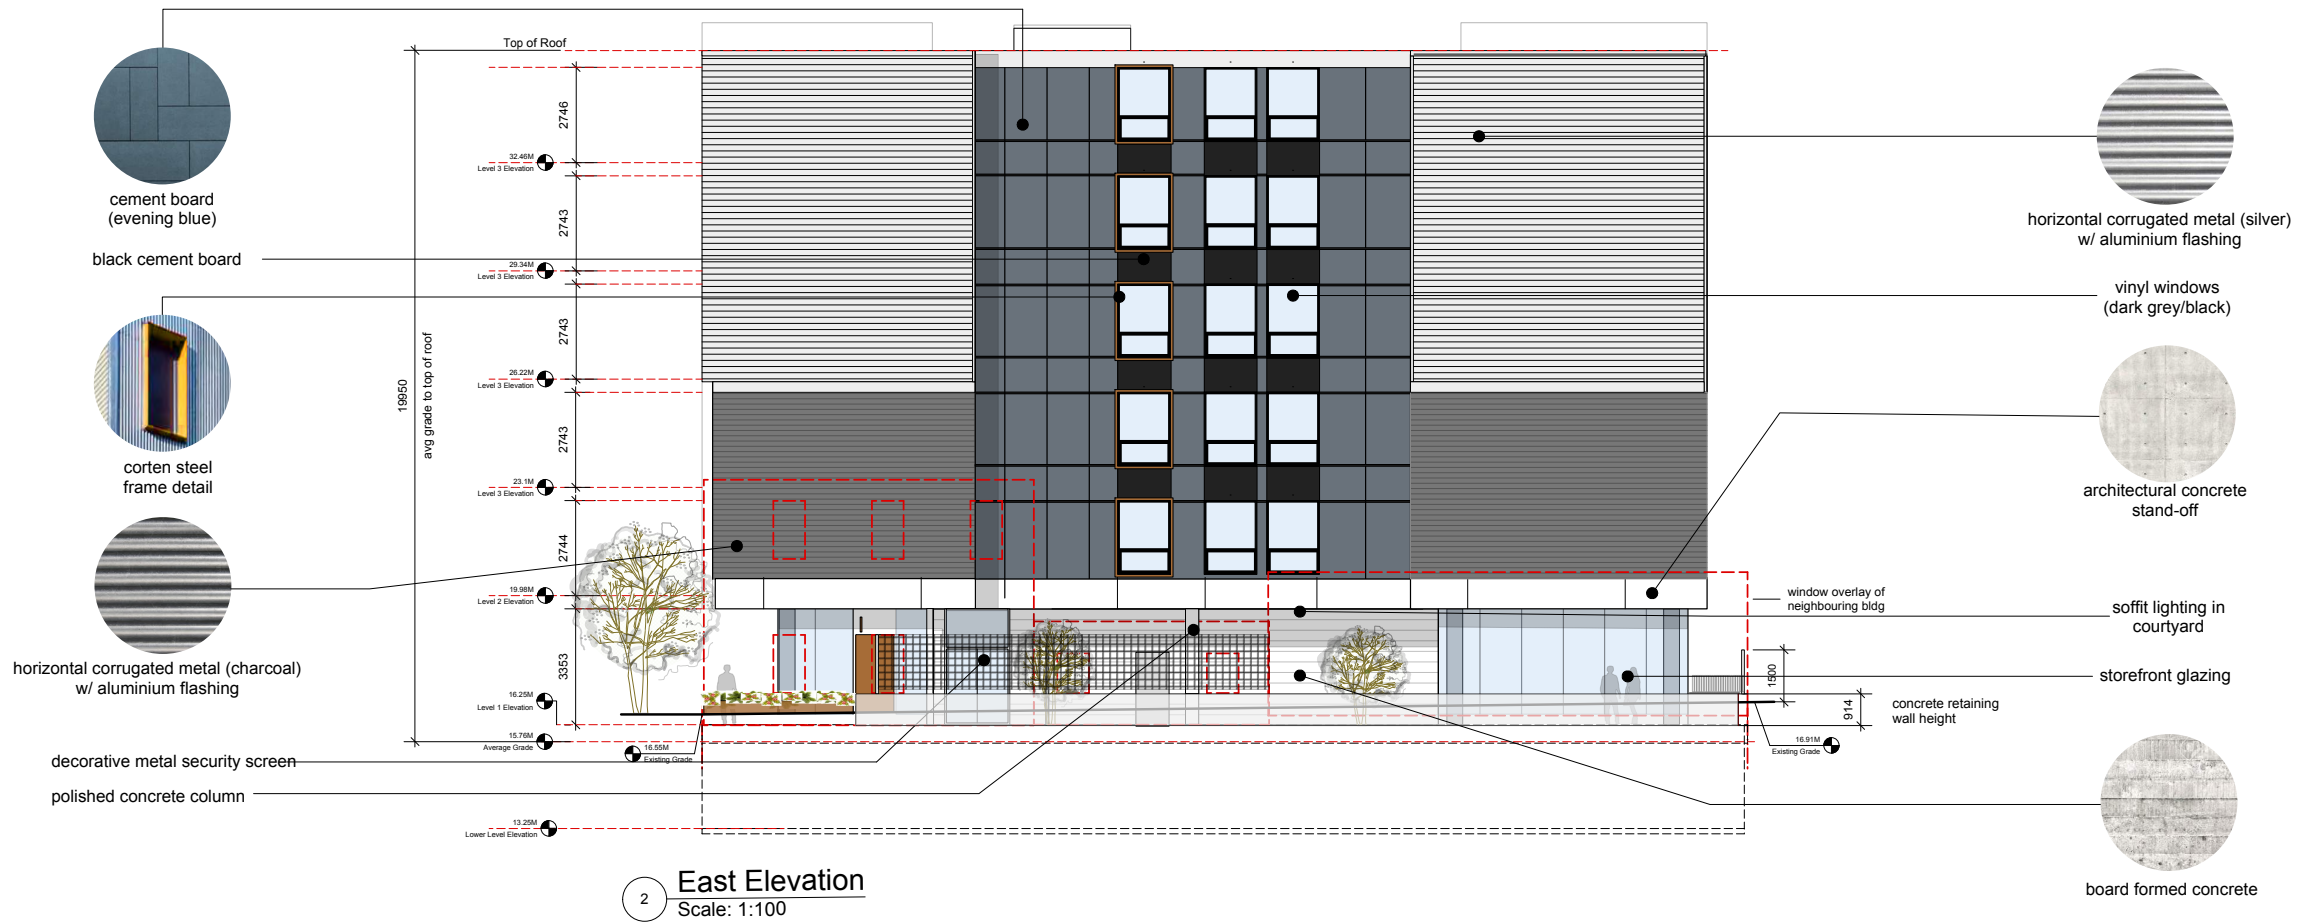 Top of Roof
cement board
(evening blue)
black cement board
corten steel
frame detail
horizontal corrugated metal (charcoal)
w/ aluminium flashing
decorative metal security screen
polished concrete column
19950
avg grade to top of roof
2746
32.46M
Level 3 Elevation
2743
29.34M
Level 3 Elevation
2743
26.22M
Level 3 Elevation
2743
23.1M
Level 3 Elevation
2744
19.98M
Level 2 Elevation
3353
16.25M
Level 1 Elevation
15.76M
Average Grade
16.55M
Existing Grade
13.25M
Lower Level Elevation
horizontal corrugated metal (silver)
w/ aluminium flashing
vinyl windows
(dark grey/black)
architectural concrete
stand-off
window overlay of
neighbouring bldg
soffit lighting in
courtyard
storefront glazing
1500
914
concrete retaining
wall height
16.91M
Existing Grade
board formed concrete
2
East Elevation
Scale: 1:100